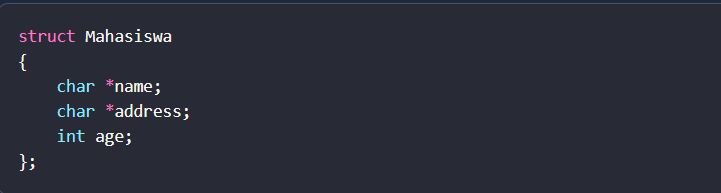 struct Mahasiswa
{
    char *name;
    char *address;
    int age;
};